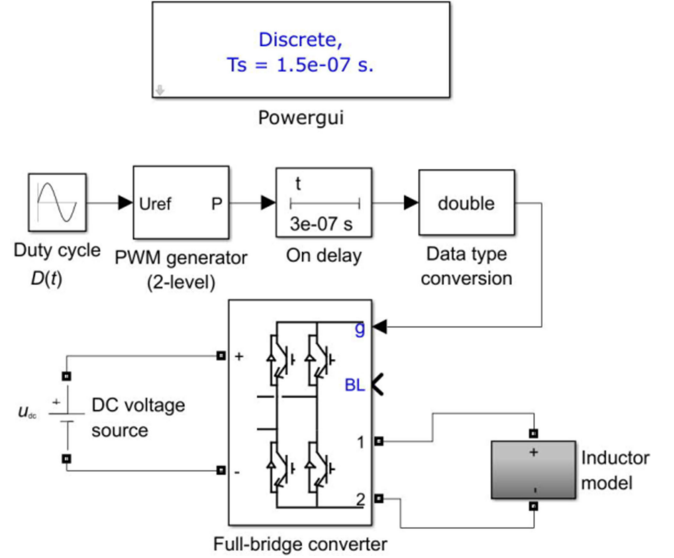 Discrete,
Ts = 1.5e-07 s.
Powergui
Uref P
t
3e-07 s
double
Duty cycle
D(t)
PWM generator
(2-level)
On delay
Data type
conversion
g
+
BL
+
u_dc
DC voltage
source
1
+
Inductor
model
-
-
2
Full-bridge converter